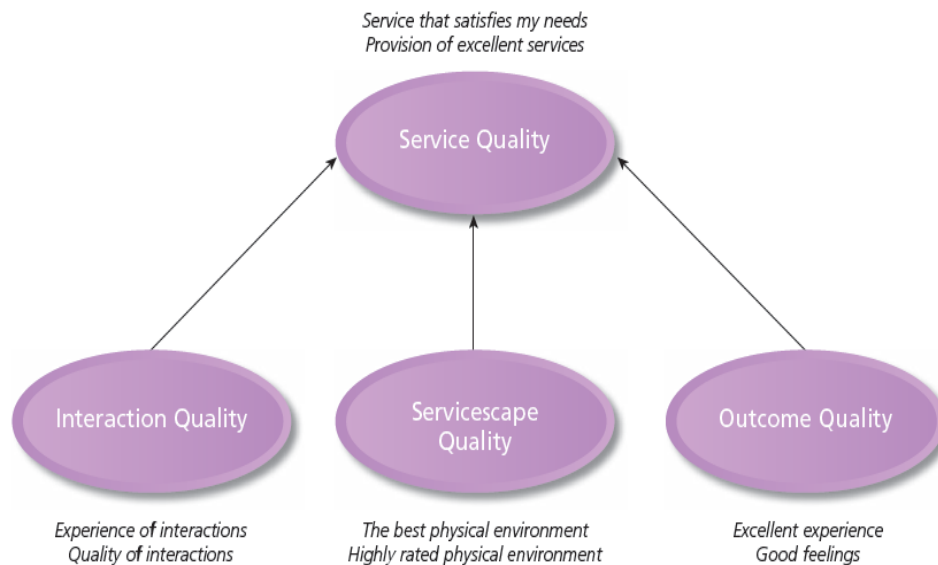 Service that satisfies my needs
Provision of excellent services
Service Quality
Interaction Quality
Servicescape
Quality
Outcome Quality
Experience of interactions
Quality of interactions
The best physical environment
Highly rated physical environment
Excellent experience
Good feelings